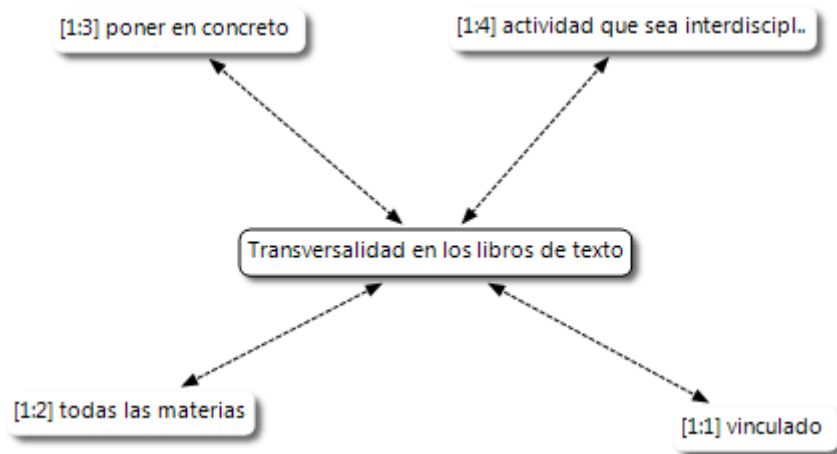 [1:3] poner en concreto
[1:4] actividad que sea interdiscipl..
Transversalidad en los libros de texto
[1:2] todas las materias
[1:1] vinculado